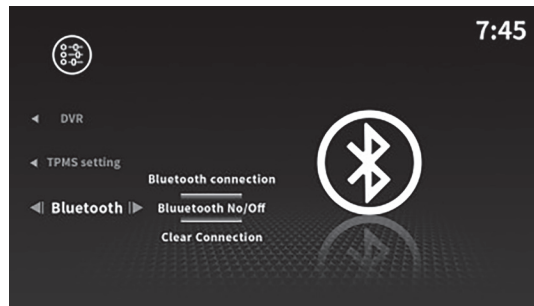 7:45
DVR
TPMS setting
Bluetooth
Bluetooth connection
Bluuetooth No/Off
Clear Connection